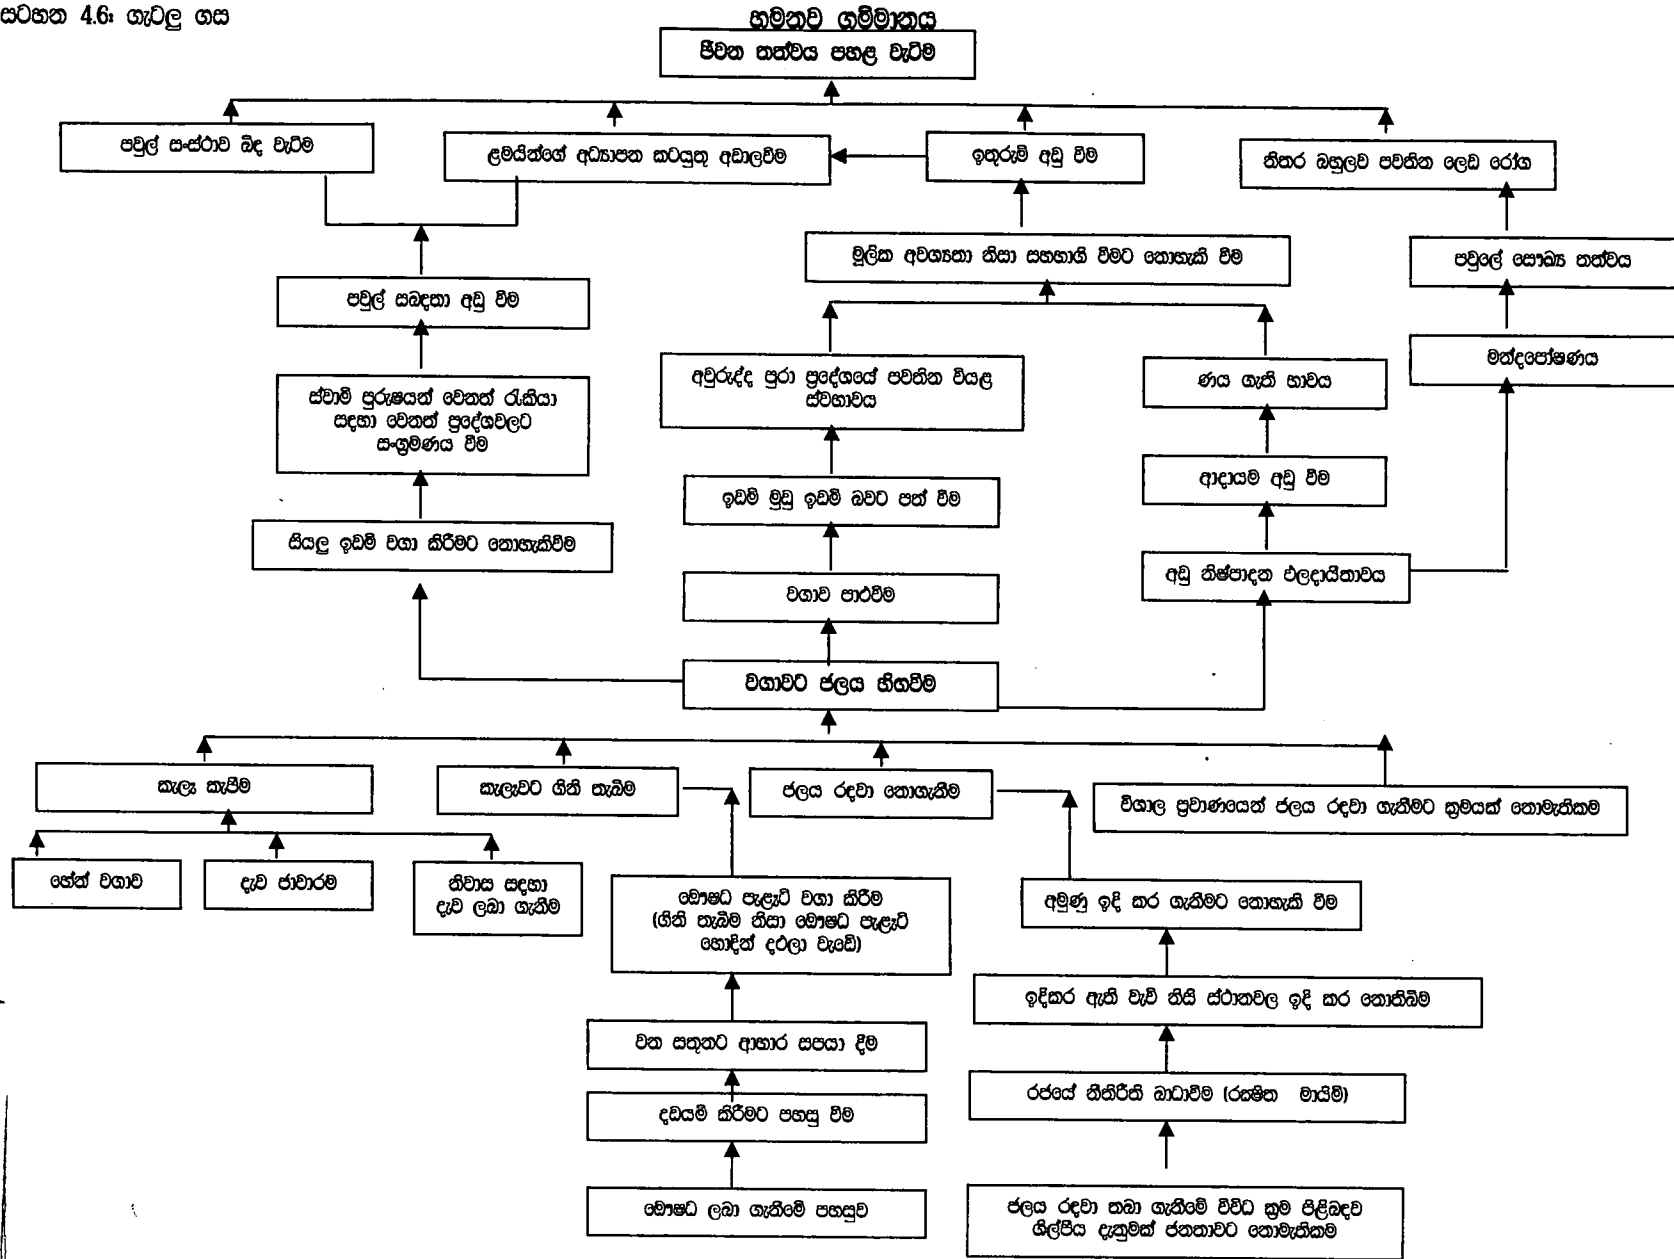 සටහන 4.6: ගැටලු ගස
හමනව ගම්මානය
ජීවන තත්වය පහළ වැටීම
පවුල් සංස්ථාව බිඳ වැටීම
ළමයින්ගේ අධ්‍යාපන කටයුතු අඩාලවීම
ඉතුරුම් අඩු වීම
නිතර බහුලව පවතින ලෙඩ රෝග
මූලික අවශ්‍යතා නිසා සහභාගි වීමට නොහැකි වීම
පවුලේ සෞඛ්‍ය තත්වය
පවුල් සබඳතා අඩු වීම
මන්දපෝෂණය
අවුරුද්ද පුරා ප්‍රදේශයේ පවතින වියළි
ස්වභාවය
ණය ගැති භාවය
ස්වාමි පුරුෂයන් වෙනත් රැකියා
සඳහා වෙනත් ප්‍රදේශවලට
සංග්‍රමණය වීම
ආදායම අඩු වීම
ඉඩම් මුඩු ඉඩම් බවට පත් වීම
සියලු ඉඩම් වගා කිරීමට නොහැකිවීම
අඩු නිෂ්පාදන ඵලදායීතාවය
වගාව පාළුවීම
වගාවට ජලය හිඟවීම
කැලෑ කැපීම
කැලෑවට ගිනි තැබීම
ජලය රඳවා නොගැනීම
විශාල ප්‍රවාණයෙන් ජලය රඳවා ගැනීමට ක්‍රමයක් නොමැතිකම
හේන් වගාව
දැව ජාවාරම
නිවාස සඳහා
දැව ලබා ගැනීම
ඖෂධ පැළෑටි වගා කිරීම
(ගිනි තැබීම නිසා ඖෂධ පැළෑටි
හොඳින් දළුලා වැඩේ)
අමුණු ඉදි කර ගැනීමට නොහැකි වීම
ඉදිකර ඇති වැව් නිසි ස්ථානවල ඉදි කර නොතිබීම
වන සතුනට ආහාර සපයා දීම
රජයේ නීතිරීති බාධාවීම (රක්‍ෂිත මායිම්)
දඩයම් කිරීමට පහසු වීම
ඖෂධ ලබා ගැනීමේ පහසුව
ජලය රඳවා තබා ගැනීමේ විවිධ ක්‍රම පිළිබඳව
ශිල්පීය දැනුමක් ජනතාවට නොමැතිකම